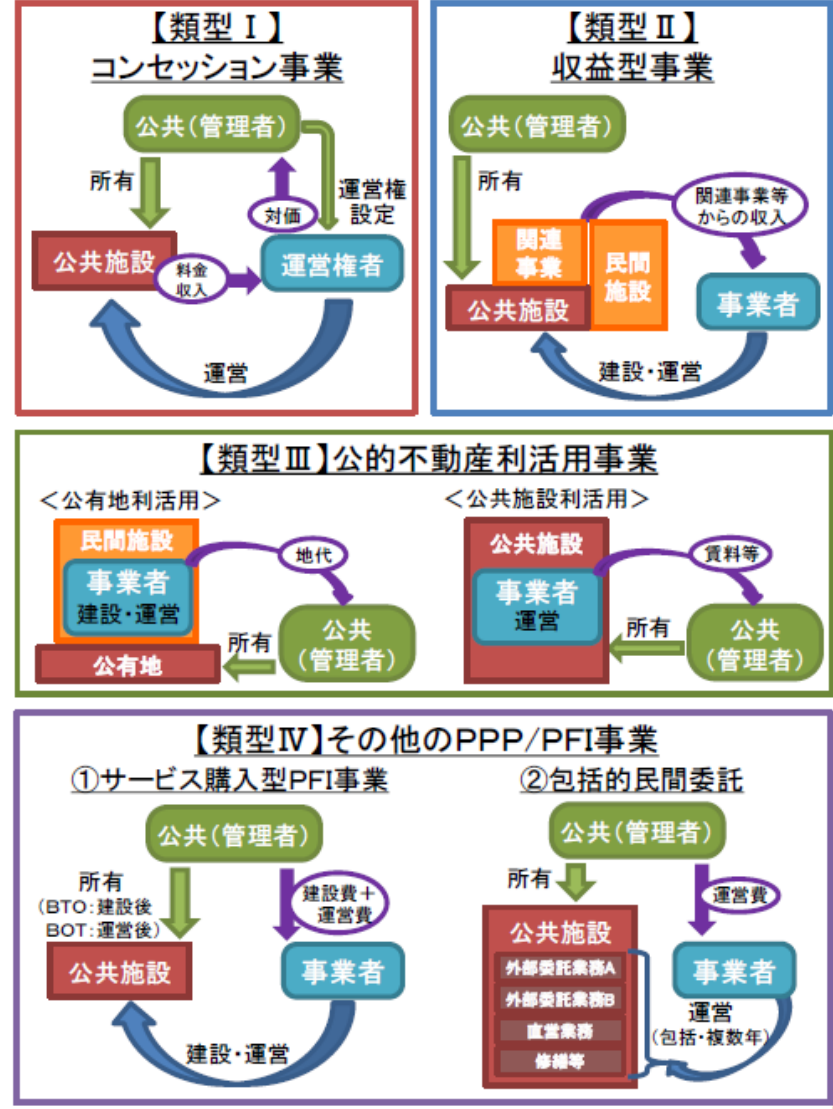 【類型Ⅰ】
コンセッション事業
公共(管理者)
所有
対価
運営権
設定
公共施設
料金
収入
運営権者
運営
【類型Ⅱ】
収益型事業
公共(管理者)
所有
関連事業等
からの収入
関連
事業
民間
施設
公共施設
事業者
建設・運営
【類型Ⅲ】公的不動産利活用事業
<公有地利活用>
民間施設
事業者
建設・運営
地代
所有
公共
(管理者)
公有地
<公共施設利活用>
公共施設
事業者
運営
賃料等
所有
公共
(管理者)
【類型Ⅳ】その他のPPP/PFI事業
①サービス購入型PFI事業
公共(管理者)
所有
(BTO:建設後
BOT:運営後)
建設費+
運営費
公共施設
事業者
建設・運営
②包括的民間委託
公共(管理者)
所有
運営費
公共施設
外部委託業務A
外部委託業務B
直営業務
修繕等
事業者
運営
(包括・複数年)